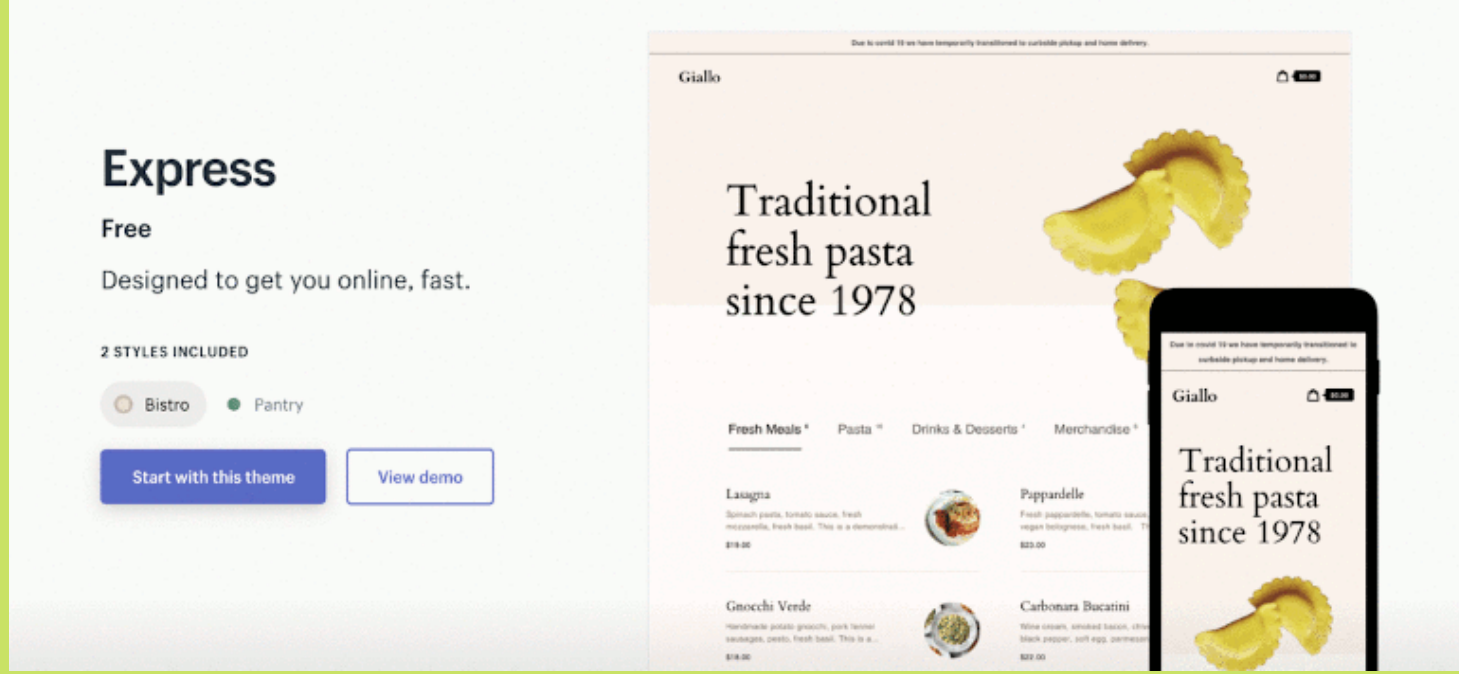 Express
Free
Designed to get you online, fast.
2 STYLES INCLUDED
Bistro
Pantry
Start with this theme
View demo
Due to covid 19 we have temporarily transitioned to curbside pickup and home delivery.
Giallo
Traditional
fresh pasta
since 1978
Fresh Meals
Pasta
Drinks & Desserts
Merchandise
Lasagna
Spinach pasta, tomato sauce, fresh
mozzarella, fresh basil. This is a demonstrat...
$19.00
Pappardelle
Fresh pappardelle, tomato sauce,
vegan bolognese, fresh basil.
$23.00
Gnocchi Verde
Handmade potato gnocchi, pork fennel
sausages, pesto, fresh basil. This is a...
$19.00
Carbonara Bucatini
Wine cream, smoked bacon,
black pepper, soft egg,
$22.00
Due to covid 19 we have temporarily transitioned to
curbside pickup and home delivery.
Giallo
$0.00
Traditional
fresh pasta
since 1978